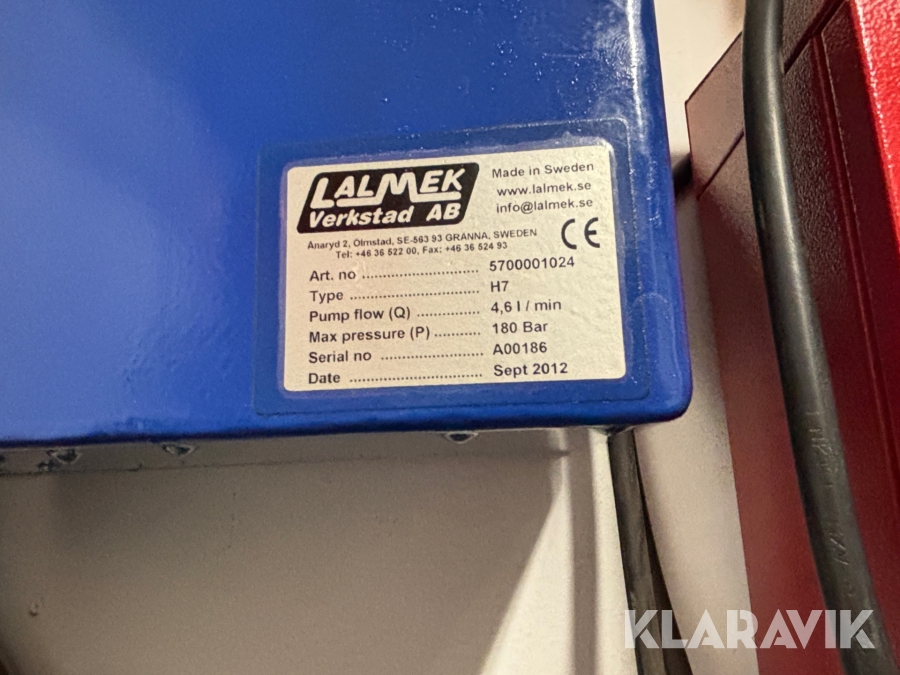 LALMEK
Verkstad AB
Made in Sweden
www.lalmek.se
info@lalmek.se
Anaryd 2, Ölmstad, SE-563 93 GRÄNNA, SWEDEN
Tel: +46 36 522 00, Fax: +46 36 524 93
CE
Art. no ............................... 5700001024
Type .................................. H7
Pump flow (Q) .................... 4,6 l / min
Max pressure (P)............ 180 Bar
Serial no .......................... A00186
Date .................................. Sept 2012
KLARAVIK